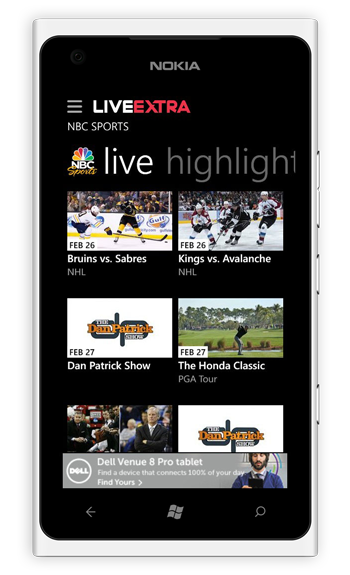 NOKIA
LIVEEXTRA
NBC SPORTS
NBC
Sports
live highlight
FEB 26
FEB 26
Bruins vs. Sabres
Kings vs. Avalanche
NHL
NHL
THE
Dan Patrick
SHOW
FEB 27
FEB 27
Dan Patrick Show
The Honda Classic
PGA Tour
THE
Dan Patrick
DELL
Dell Venue 8 Pro tablet
Find a device that connects 100% of your day
Find Yours >